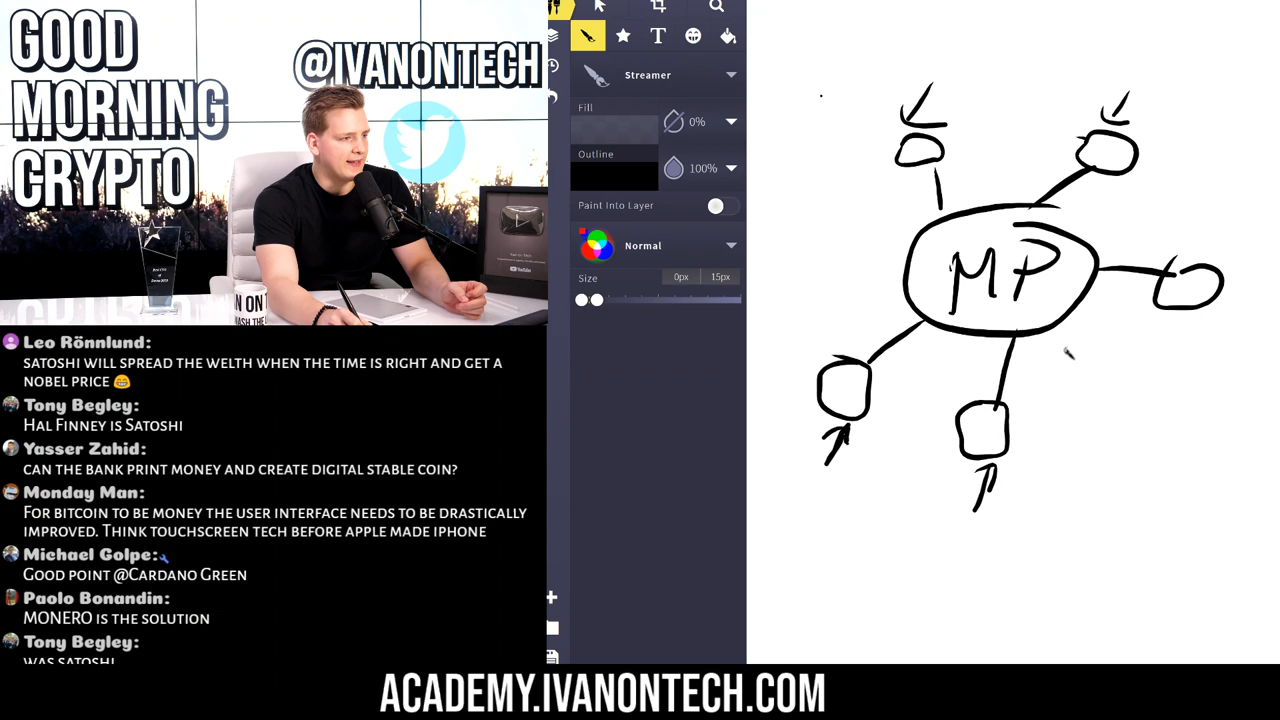 GOOD
MORNING
CRYPTO
@IVANONTECH
YouTube
Streamer
Fill
0%
Outline
100%
Paint Into Layer
Normal
Size
0px
15px
MP
Leo Rönnlund:
SATOSHI WILL SPREAD THE WELTH WHEN THE TIME IS RIGHT AND GET A
NOBEL PRICE 😂
Tony Begley:
HAL FINNEY IS SATOSHI
Yasser Zahid:
CAN THE BANK PRINT MONEY AND CREATE DIGITAL STABLE COIN?
Monday Man:
FOR BITCOIN TO BE MONEY THE USER INTERFACE NEEDS TO BE DRASTICALLY
IMPROVED. THINK TOUCHSCREEN TECH BEFORE APPLE MADE IPHONE
Michael Golpe:
GOOD POINT @CARDANO GREEN
Paolo Bonandin:
MONERO IS THE SOLUTION
Tony Begley:
WAS SATOSHI
ACADEMY.IVANONTECH.COM